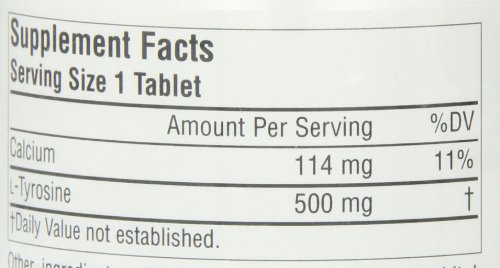 Supplement Facts
Serving Size 1 Tablet
Amount Per Serving %DV
Calcium 114 mg 11%
L-Tyrosine 500 mg †
†Daily Value not established.
Other